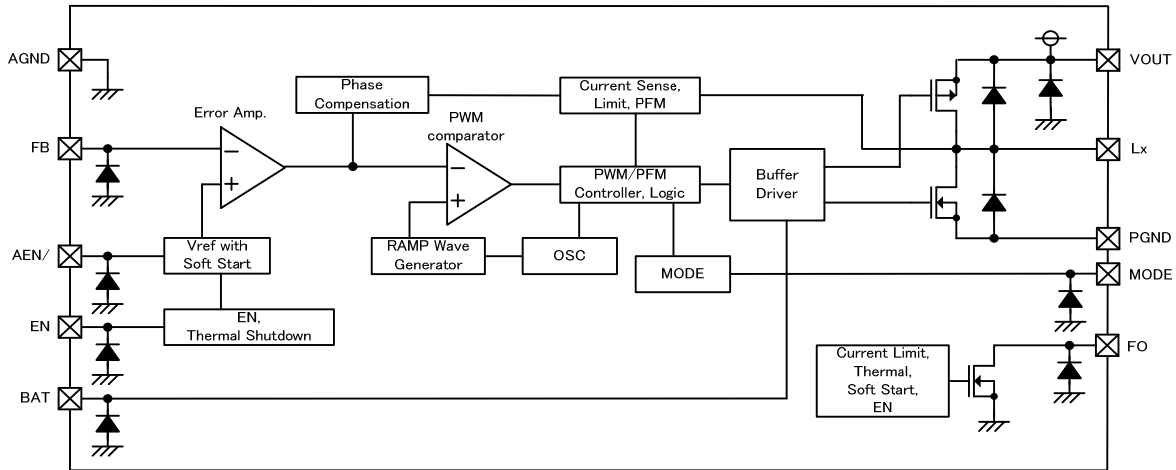 AGND
FB
AEN/
EN
BAT
Error Amp.
Vref with
Soft Start
EN,
Thermal Shutdown
Phase
Compensation
PWM
comparator
RAMP Wave
Generator
OSC
Current Sense,
Limit, PFM
PWM/PFM
Controller, Logic
MODE
Buffer
Driver
Current Limit,
Thermal,
Soft Start,
EN
VOUT
Lx
PGND
MODE
FO